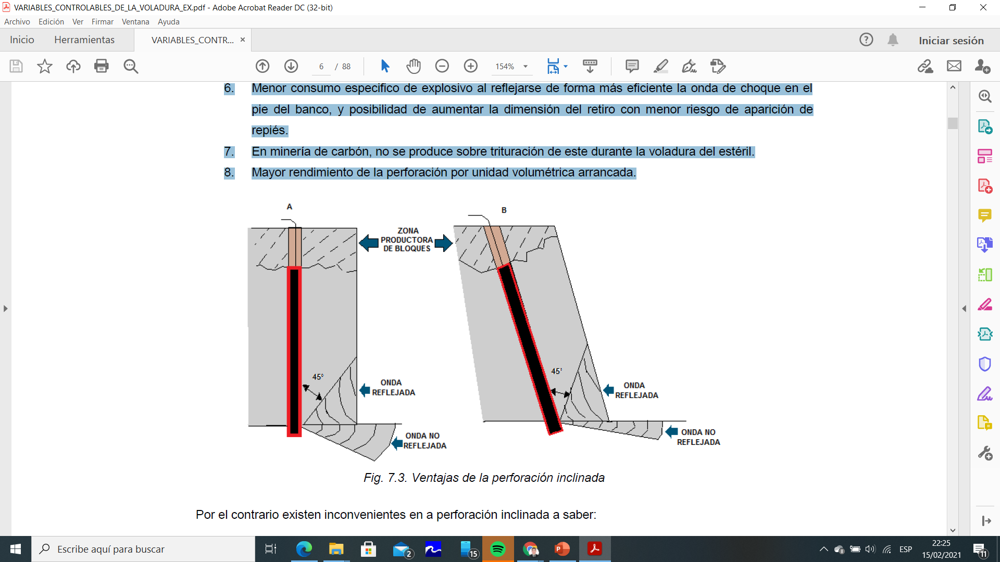 VARIABLES_CONTROLABLES_DE_LA_VOLADURA_EX.pdf - Adobe Acrobat Reader DC (32-bit)
Archivo Edición Ver Firmar Ventana Ayuda
Inicio Herramientas VARIABLES_CONTR... × Iniciar sesión
6 / 88 154%
6. Menor consumo especifico de explosivo al reflejarse de forma más eficiente la onda de choque en el
pie del banco, y posibilidad de aumentar la dimensión del retiro con menor riesgo de aparición de
repiés.
7. En minería de carbón, no se produce sobre trituración de este durante la voladura del estéril.
8. Mayor rendimiento de la perforación por unidad volumétrica arrancada.
A
B
ZONA
PRODUCTORA
DE BLOQUES
45°
ONDA
REFLEJADA
ONDA NO
REFLEJADA
45°
ONDA
REFLEJADA
ONDA NO
REFLEJADA
Fig. 7.3. Ventajas de la perforación inclinada
Por el contrario existen inconvenientes en a perforación inclinada a saber:
Escribe aquí para buscar
2
15
ESP
22:25
15/02/2021
11